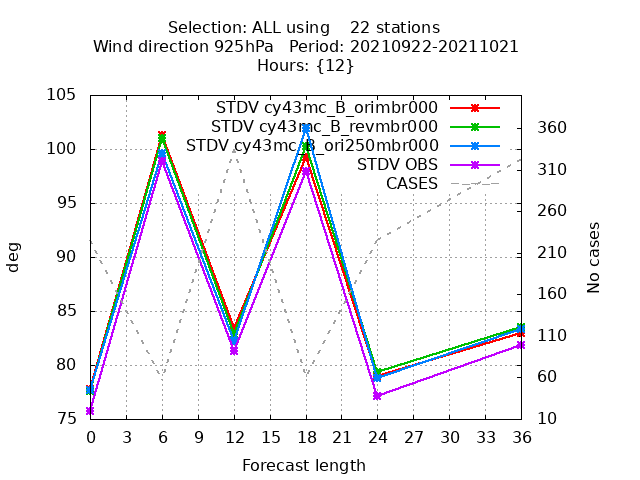 Selection: ALL using 22 stations
Wind direction 925hPa Period: 20210922-20211021
Hours: {12}
STDV cy43mc_B_orimbr000
STDV cy43mc_B_revmbr000
STDV cy43mc_B_ori250mbr000
STDV OBS
CASES
105
100
95
90
85
80
75
deg
360
310
260
210
160
110
60
10
No cases
0 3 6 9 12 15 18 21 24 27 30 33 36
Forecast length